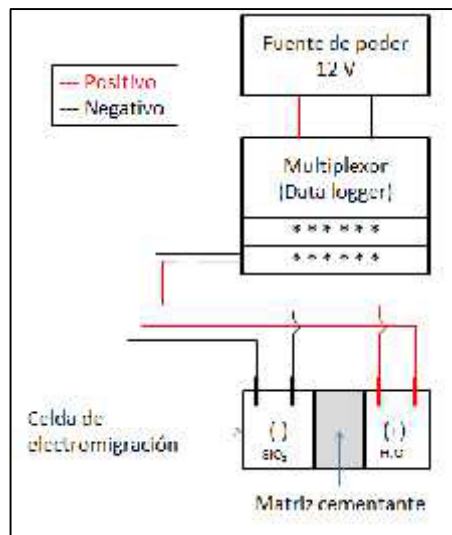 Fuente de poder
12 V
--- Positivo
--- Negativo
Multiplexor
(Data logger)
* * * * * *
* * * * * *
Celda de
electromigración
( )
( )
Matriz cementante